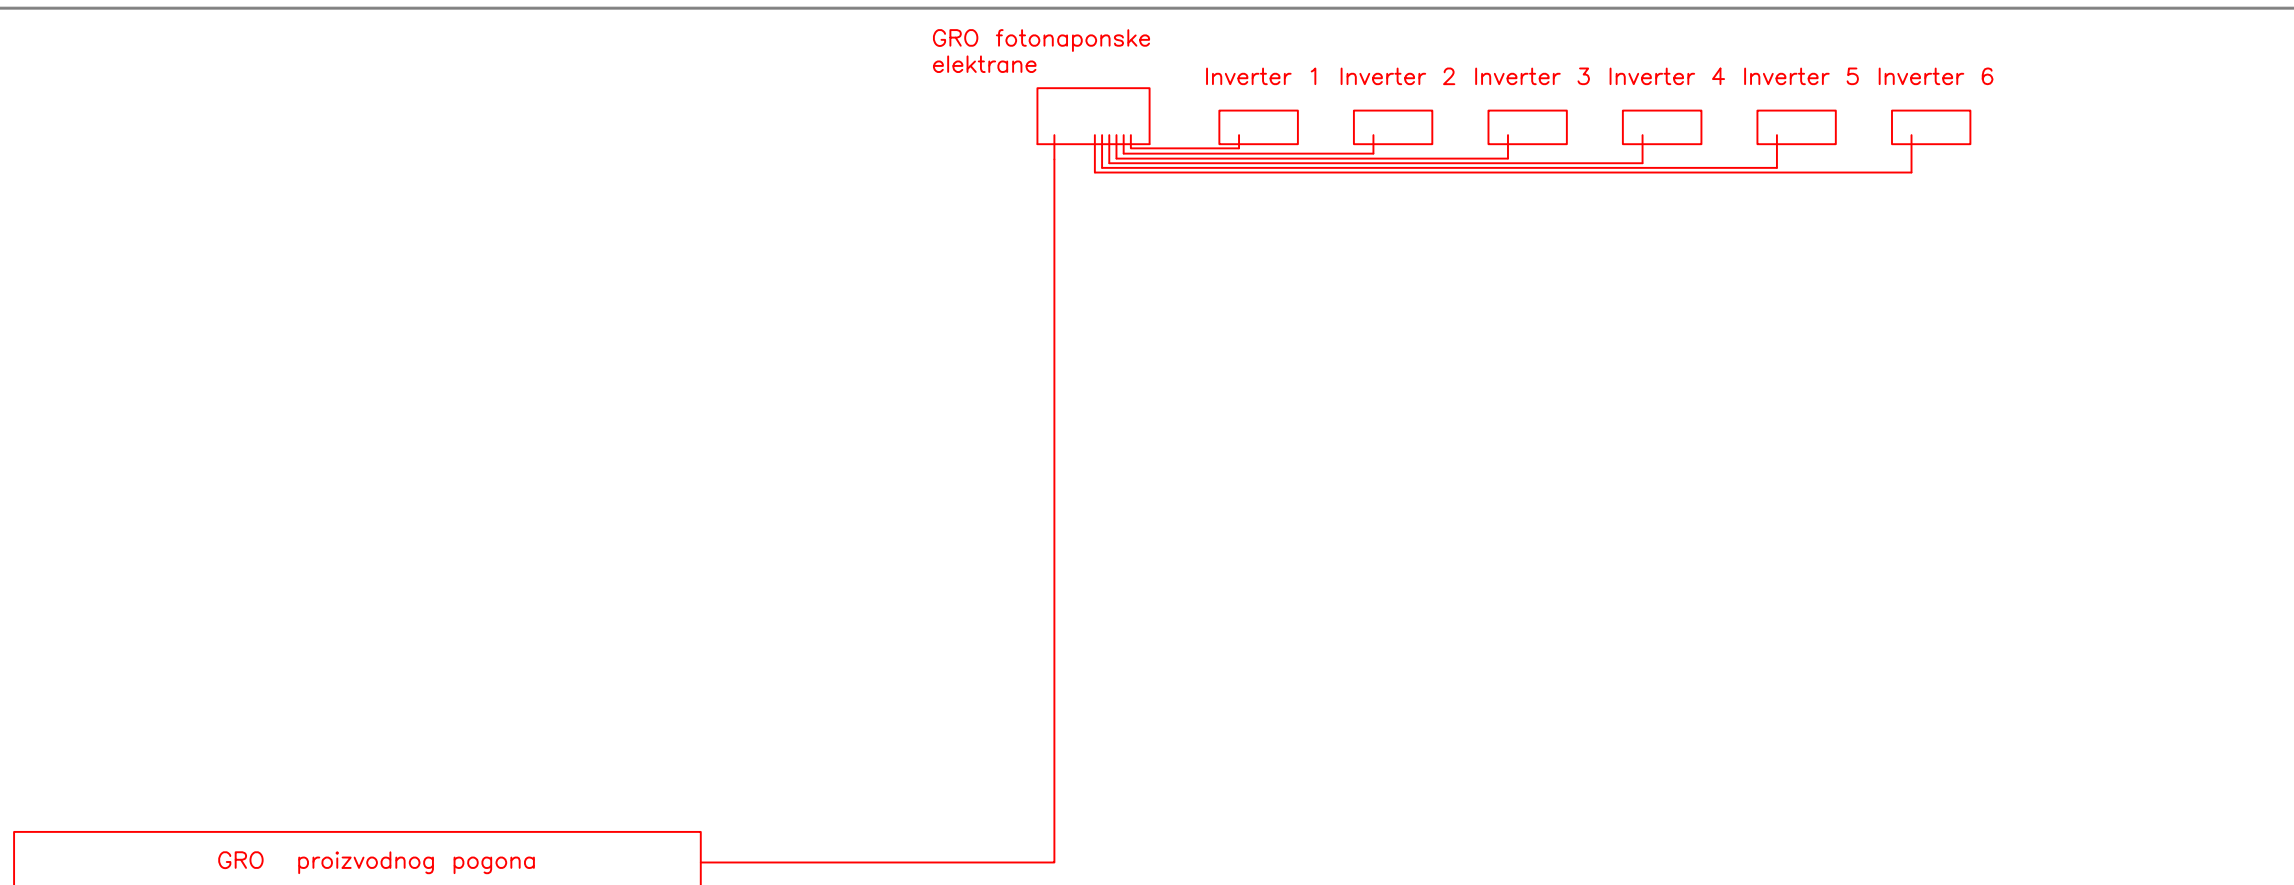 GRO fotonaponske
elektrane
Inverter 1 Inverter 2 Inverter 3 Inverter 4 Inverter 5 Inverter 6
GRO proizvodnog pogona